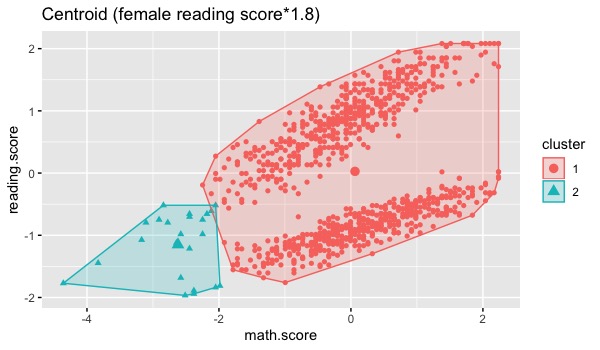 Centroid (female reading score*1.8)
2
1
0
-1
-2
reading.score
-4
-2
0
2
math.score
cluster
1
2